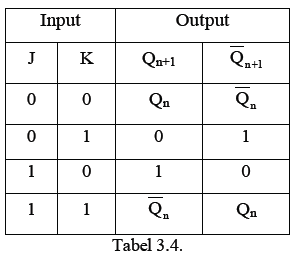 Input Output
J K Qn+1 Q̅n+1
0 0 Qn Q̅n
0 1 0 1
1 0 1 0
1 1 Q̅n Qn
Tabel 3.4.